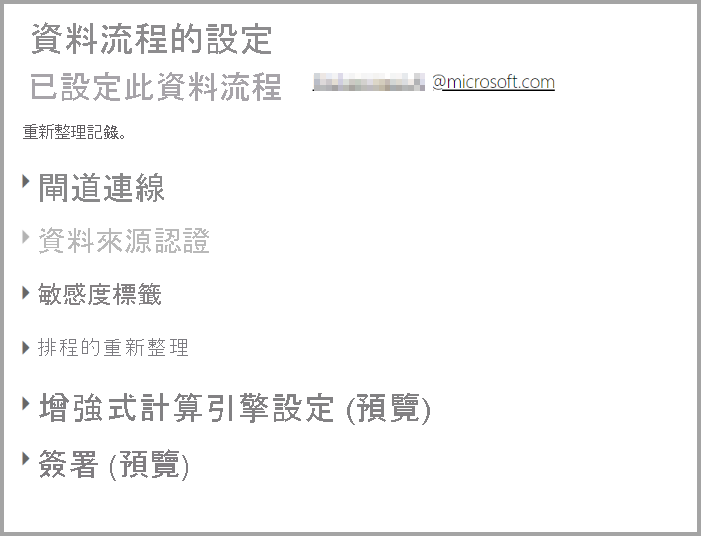 資料流程的設定
已設定此資料流程 @microsoft.com
重新整理記錄。
閘道連線
資料來源認證
敏感度標籤
排程的重新整理
增強式計算引擎設定 (預覽)
簽署 (預覽)